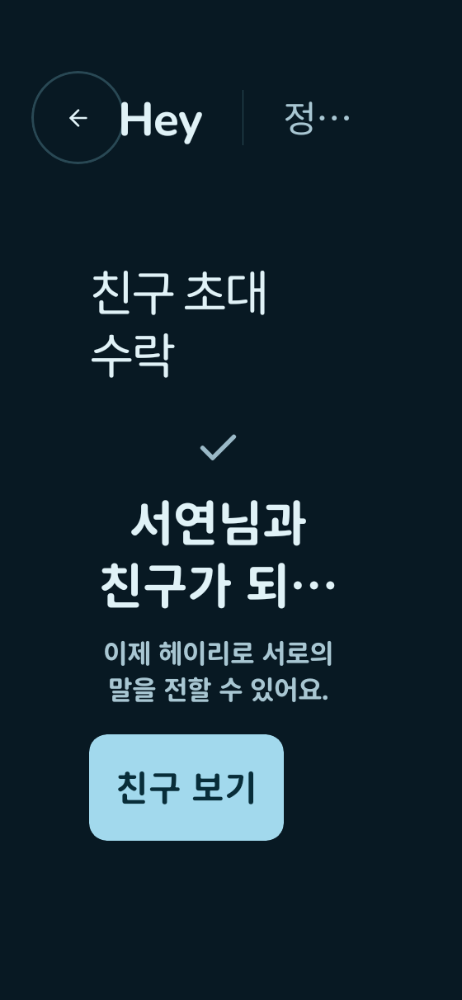 Hey
정…
친구 초대
수락
서연님과
친구가 되…
이제 헤이리로 서로의
말을 전할 수 있어요.
친구 보기